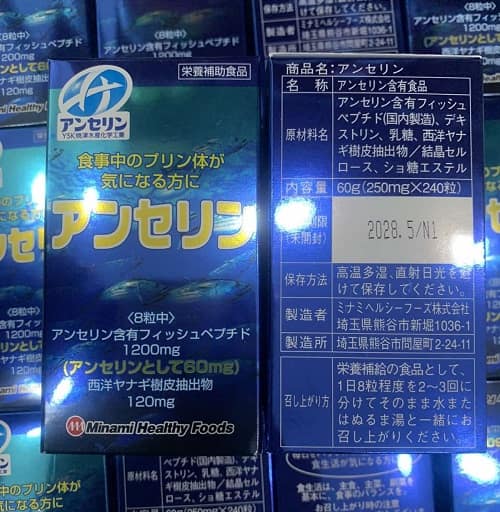 栄養補助食品
アンセリン
YSK焼津水産化学工業
食事中のプリン体が
気になる方に
アンセリン
〈8粒中〉
アンセリン含有フィッシュペプチド
1200mg
(アンセリンとして60mg)
西洋ヤナギ樹皮抽出物
120mg
Minami Healthy Foods
商品名:アンセリン
名 称 アンセリン含有食品
原材料名
アンセリン含有フィッシュ
ペプチド(国内製造)、デキ
ストリン、乳糖、西洋ヤナ
ギ樹皮抽出物／結晶セル
ロース、ショ糖エステル
内容量 60g(250mg×240粒)
期限
(未開封)
2028.5/N1
保存方法
高温多湿、直射日光を避
けて保存してください。
製造者
ミナミヘルシーフーズ株式会社
埼玉県熊谷市新堀1036-1
製造所 埼玉県熊谷市問屋町2-24-11
召し上がり方
栄養補給の食品として、
1日8粒程度を2〜3回に
分けてそのまま水また
はぬるま湯と一緒にお
召し上がりください。